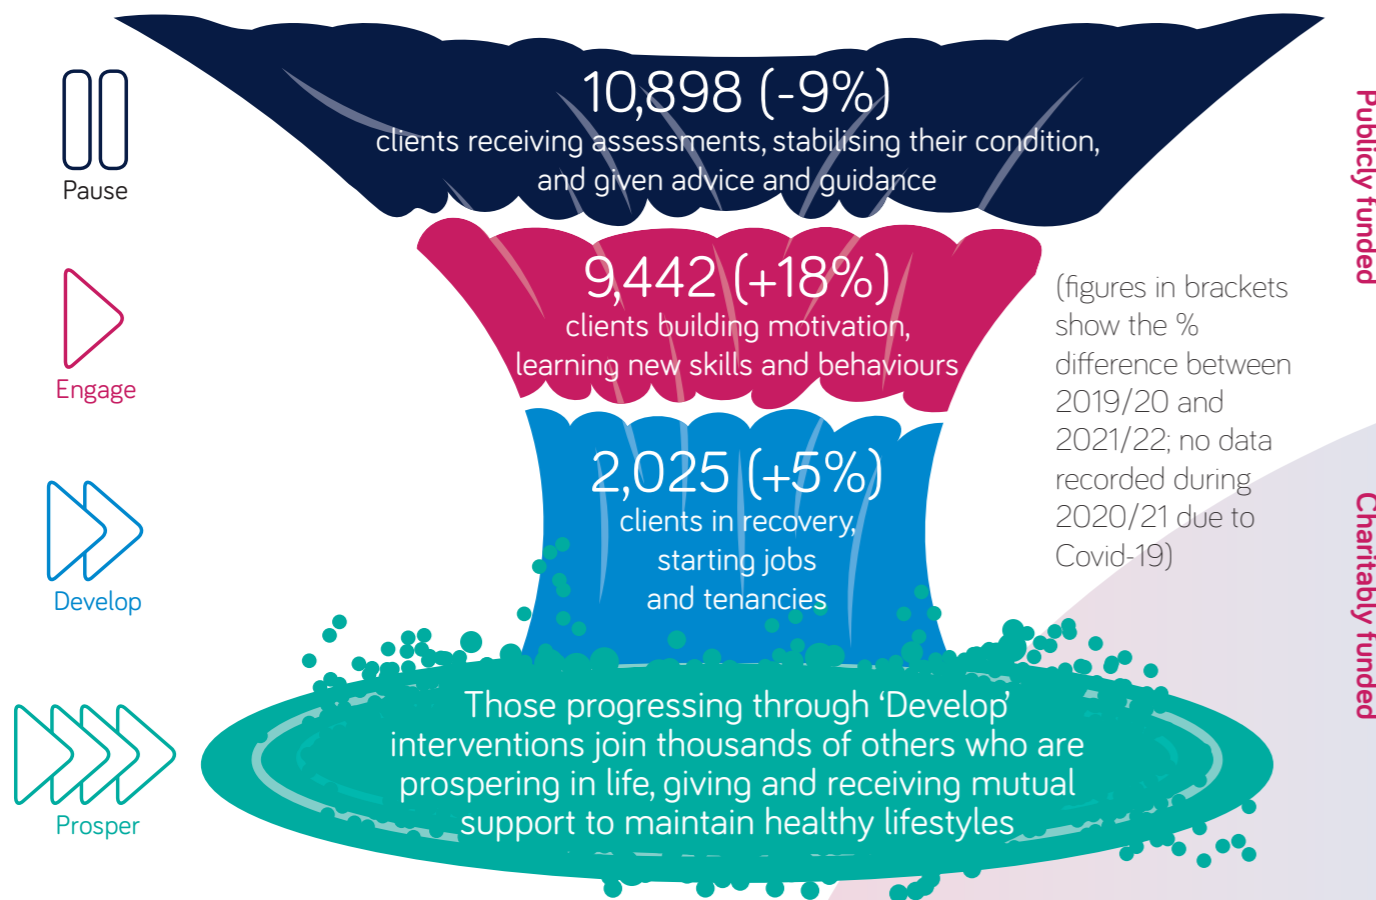 Pause
10,898 (-9%)
clients receiving assessments, stabilising their condition,
and given advice and guidance
Publicly funded
Engage
9,442 (+18%)
clients building motivation,
learning new skills and behaviours
(figures in brackets
show the %
difference between
2019/20 and
2021/22; no data
recorded during
2020/21 due to
Covid-19)
Develop
2,025 (+5%)
clients in recovery,
starting jobs
and tenancies
Charitably funded
Prosper
Those progressing through ‘Develop’
interventions join thousands of others who are
prospering in life, giving and receiving mutual
support to maintain healthy lifestyles